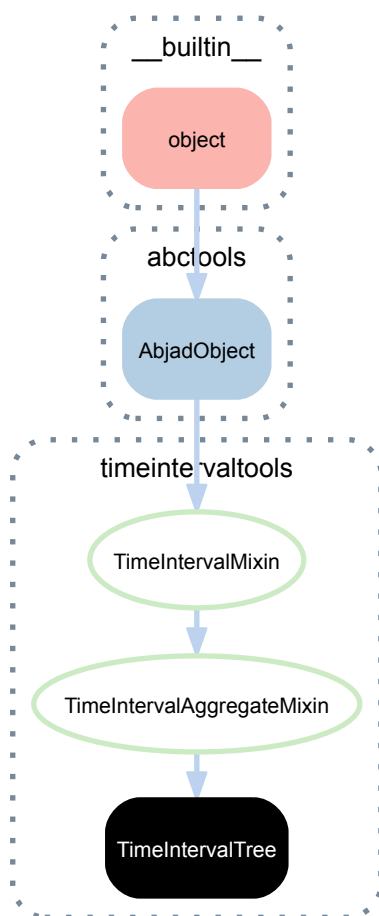 __builtin__
object
abctools
AbjadObject
timeintervaltools
TimeIntervalMixin
TimeIntervalAggregateMixin
TimeIntervalTree